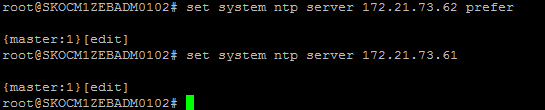 root@SKOCM1ZEBADM0102# set system ntp server 172.21.73.62 prefer
{master:1}[edit]
root@SKOCM1ZEBADM0102# set system ntp server 172.21.73.61
{master:1}[edit]
root@SKOCM1ZEBADM0102#